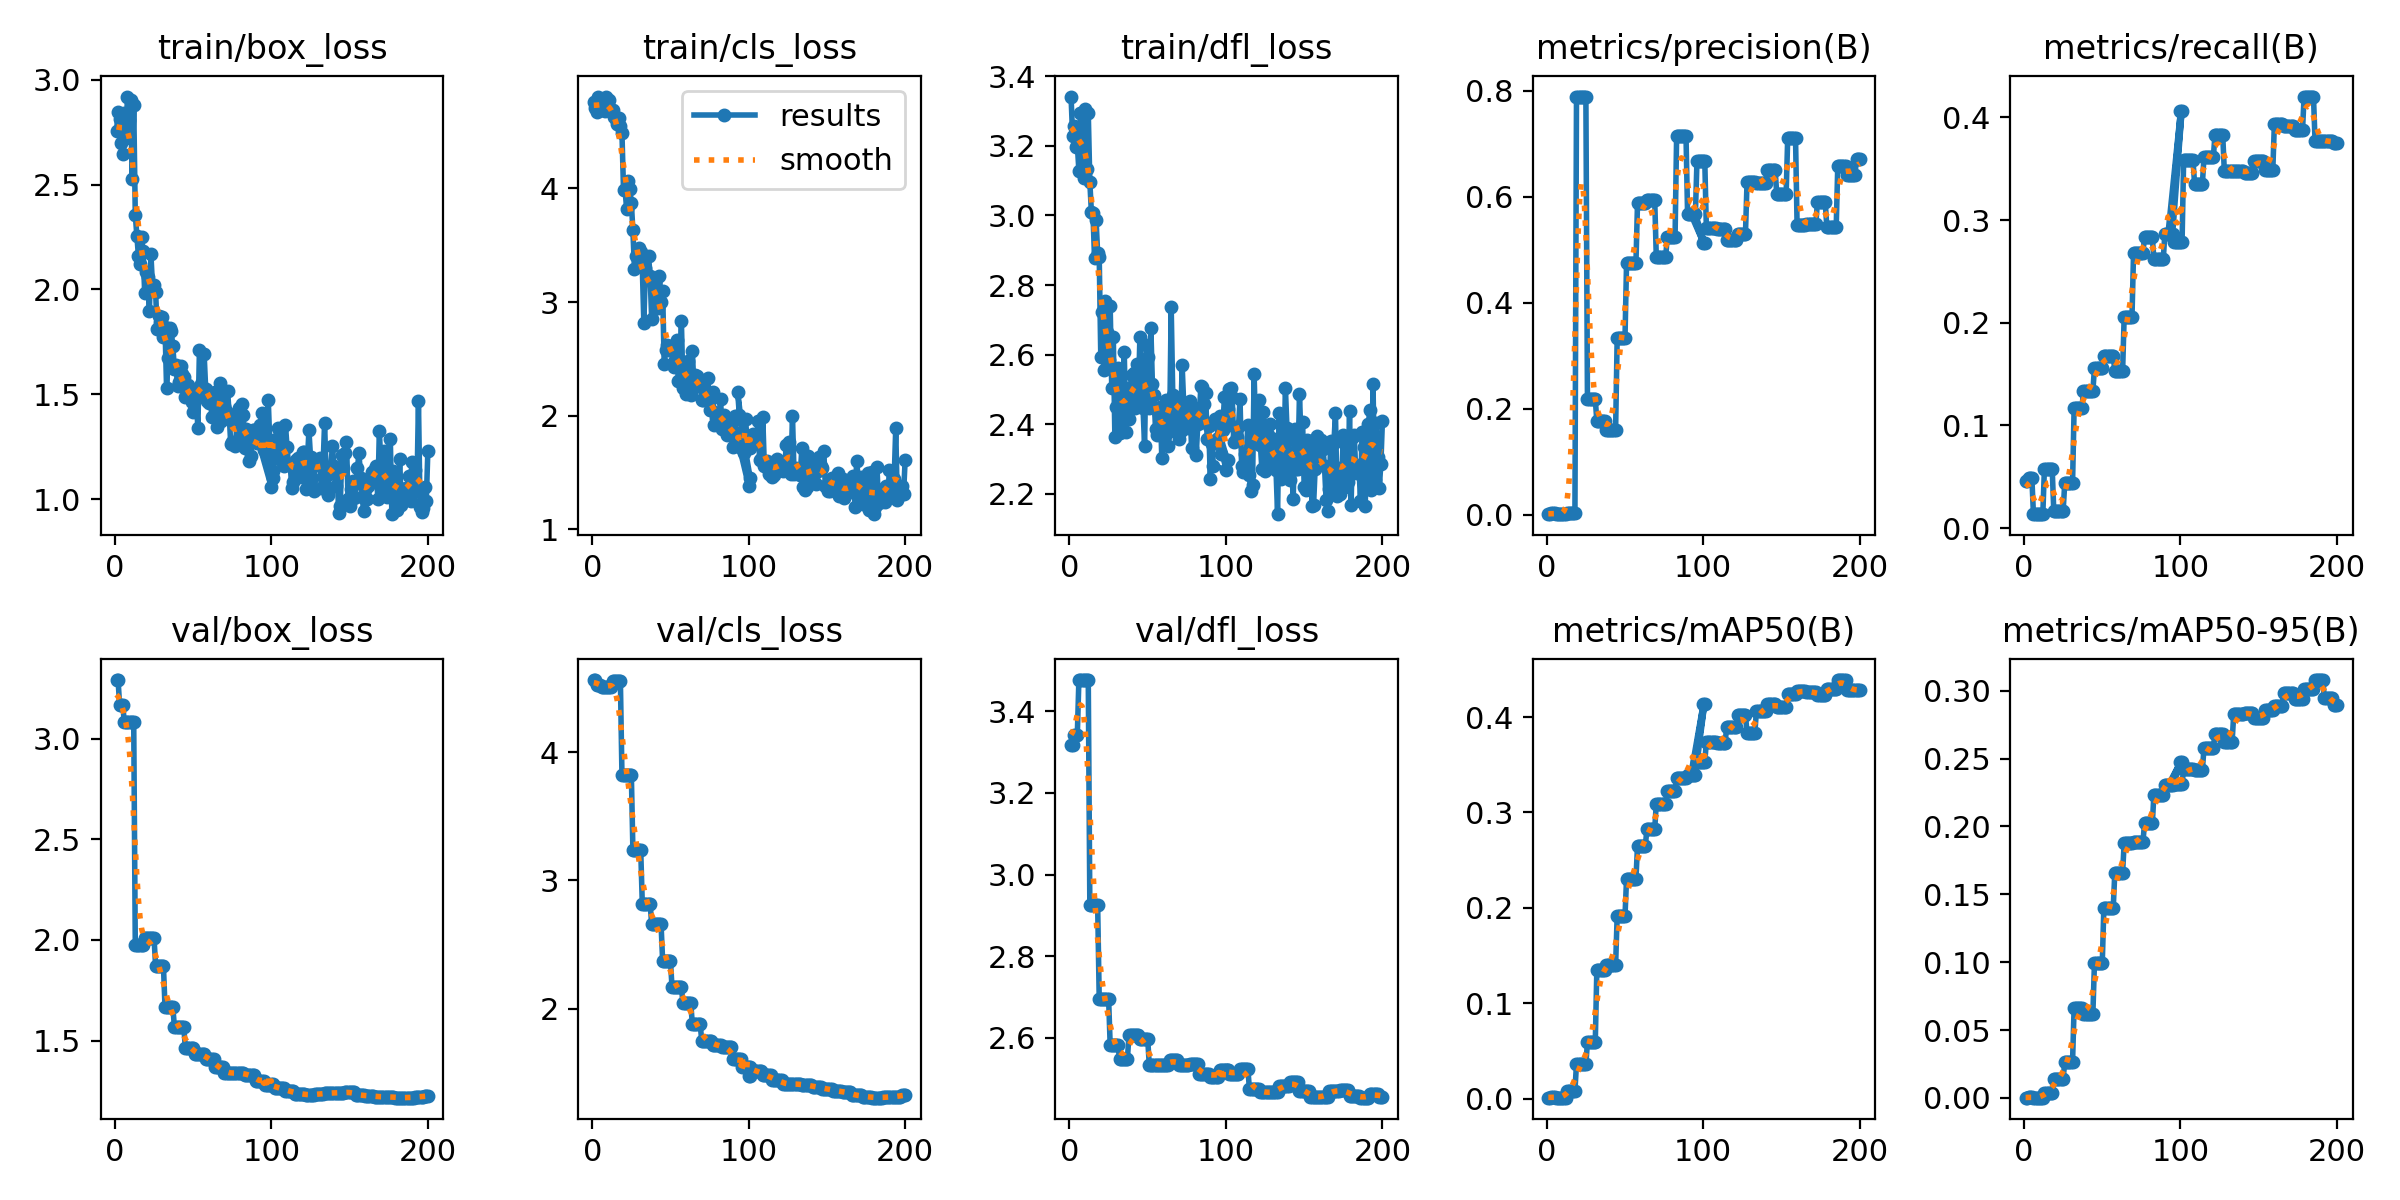 train/box_loss
3.0
2.5
2.0
1.5
1.0
0 100 200
train/cls_loss
results
smooth
4
3
2
1
0 100 200
train/dfl_loss
3.4
3.2
3.0
2.8
2.6
2.4
2.2
0 100 200
metrics/precision(B)
0.8
0.6
0.4
0.2
0.0
0 100 200
metrics/recall(B)
0.4
0.3
0.2
0.1
0.0
0 100 200
val/box_loss
3.0
2.5
2.0
1.5
0 100 200
val/cls_loss
4
3
2
0 100 200
val/dfl_loss
3.4
3.2
3.0
2.8
2.6
0 100 200
metrics/mAP50(B)
0.4
0.3
0.2
0.1
0.0
0 100 200
metrics/mAP50-95(B)
0.30
0.25
0.20
0.15
0.10
0.05
0.00
0 100 200